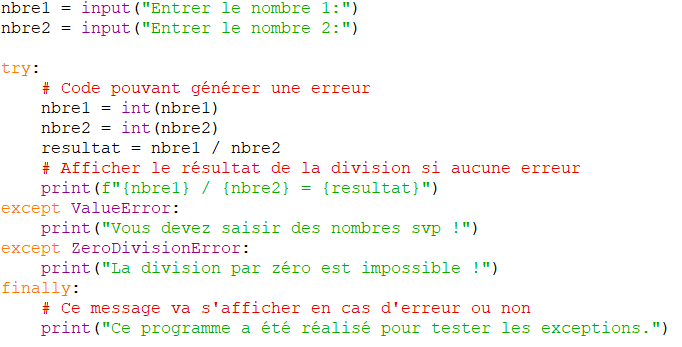 nbre1 = input("Entrer le nombre 1:")
nbre2 = input("Entrer le nombre 2:")

try:
    # Code pouvant générer une erreur
    nbre1 = int(nbre1)
    nbre2 = int(nbre2)
    resultat = nbre1 / nbre2
    # Afficher le résultat de la division si aucune erreur
    print(f"{nbre1} / {nbre2} = {resultat}")
except ValueError:
    print("Vous devez saisir des nombres svp !")
except ZeroDivisionError:
    print("La division par zéro est impossible !")
finally:
    # Ce message va s'afficher en cas d'erreur ou non
    print("Ce programme a été réalisé pour tester les exceptions.")